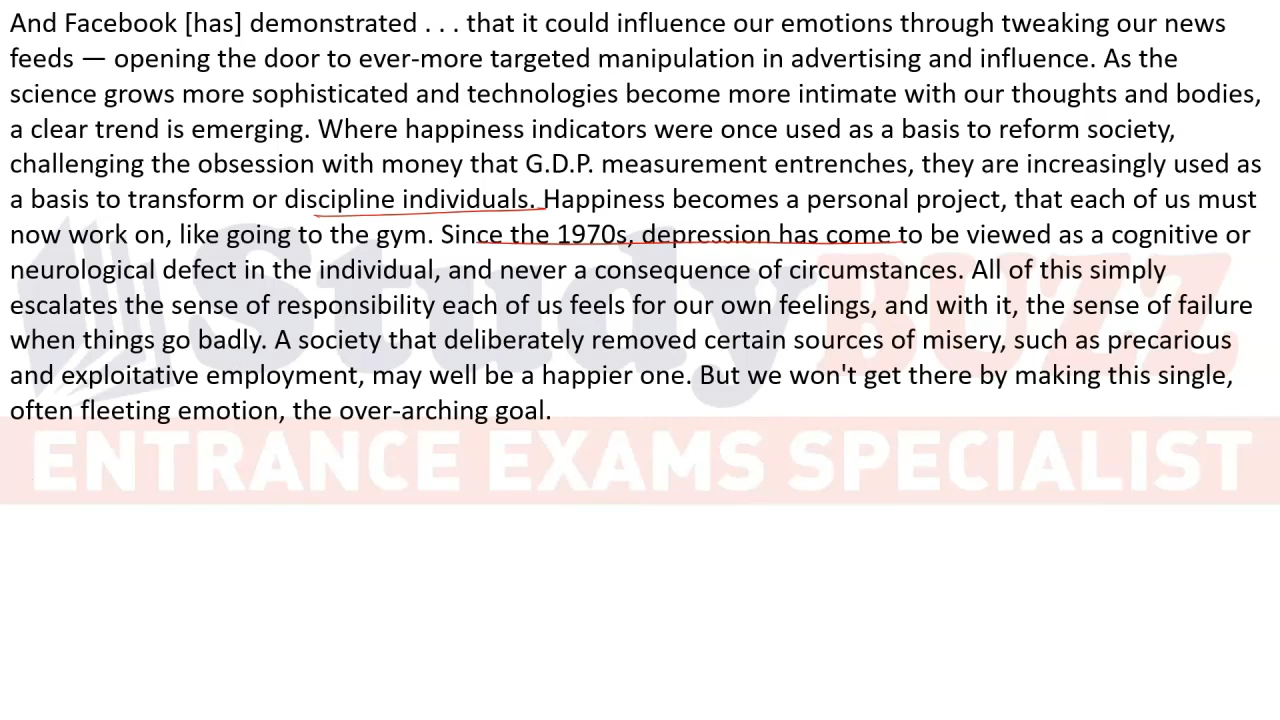 And Facebook [has] demonstrated . . . that it could influence our emotions through tweaking our news
feeds — opening the door to ever-more targeted manipulation in advertising and influence. As the
science grows more sophisticated and technologies become more intimate with our thoughts and bodies,
a clear trend is emerging. Where happiness indicators were once used as a basis to reform society,
challenging the obsession with money that G.D.P. measurement entrenches, they are increasingly used as
a basis to transform or discipline individuals. Happiness becomes a personal project, that each of us must
now work on, like going to the gym. Since the 1970s, depression has come to be viewed as a cognitive or
neurological defect in the individual, and never a consequence of circumstances. All of this simply
escalates the sense of responsibility each of us feels for our own feelings, and with it, the sense of failure
when things go badly. A society that deliberately removed certain sources of misery, such as precarious
and exploitative employment, may well be a happier one. But we won't get there by making this single,
often fleeting emotion, the over-arching goal.
StudyBUZZ
ENTRANCE EXAMS SPECIALIST